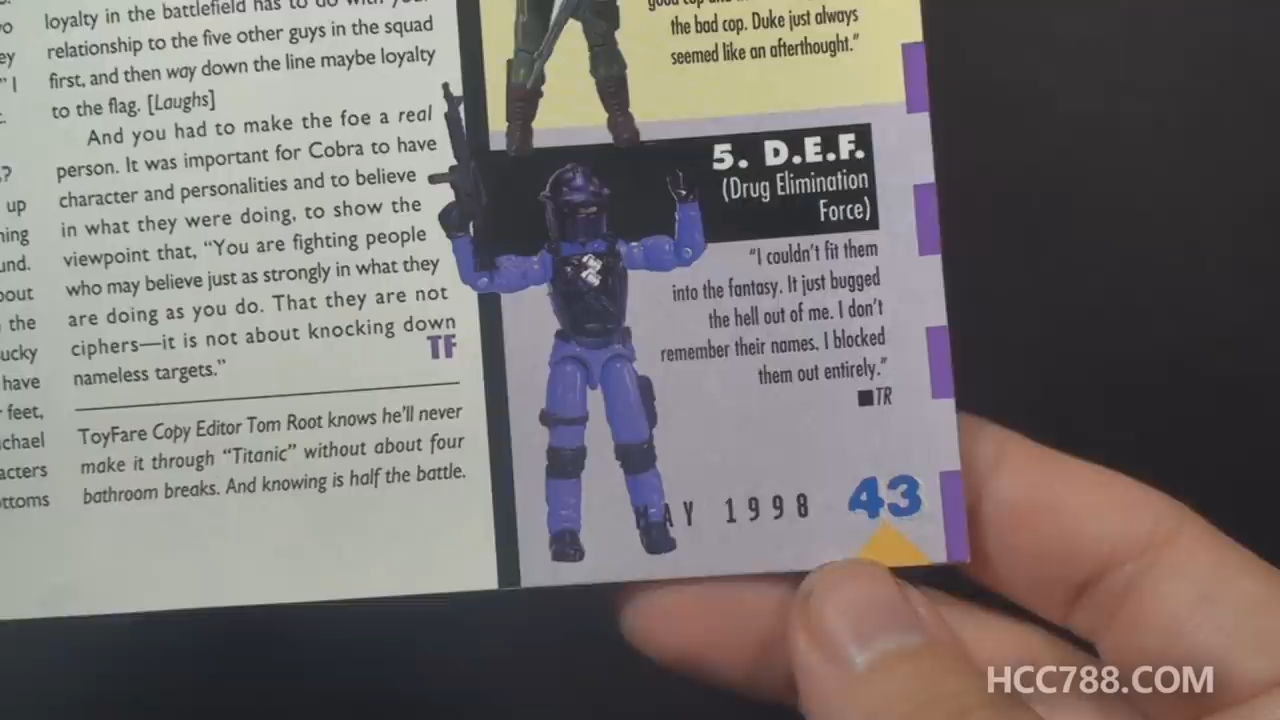 loyalty in the battlefield has to do with your
relationship to the five other guys in the squad
first, and then way down the line maybe loyalty
to the flag. [Laughs]
And you had to make the foe a real
person. It was important for Cobra to have
character and personalities and to believe
in what they were doing, to show the
viewpoint that, “You are fighting people
who may believe just as strongly in what they
are doing as you do. That they are not
ciphers—it is not about knocking down
nameless targets.”
TF
ToyFare Copy Editor Tom Root knows he’ll never
make it through “Titanic” without about four
bathroom breaks. And knowing is half the battle.
?
up
the
have
feet,
the bad cop. Duke just always
seemed like an afterthought.”
5. D.E.F.
(Drug Elimination
Force)
“I couldn’t fit them
into the fantasy. It just bugged
the hell out of me. I don’t
remember their names. I blocked
them out entirely.”
■TR
MAY 1998
43
HCC788.COM